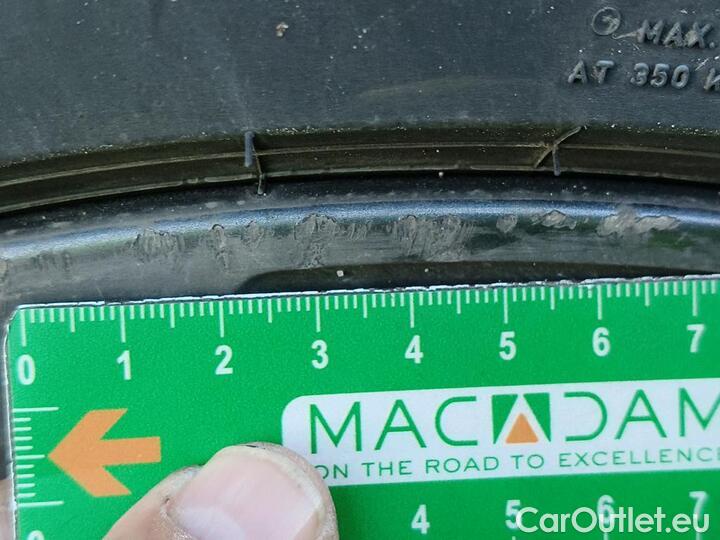 MAX.
AT 350 K
0 1 2 3 4 5 6 7
MACADAM
ON THE ROAD TO EXCELLENCE
4 5 6 7
CarOutlet.eu